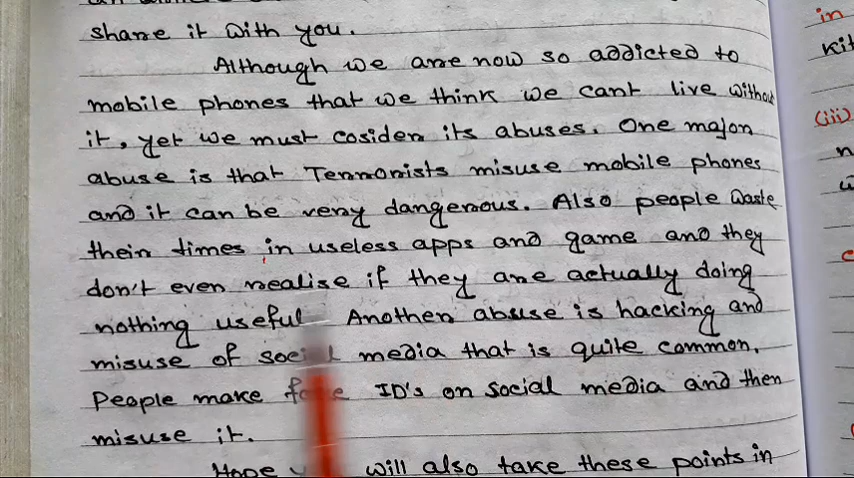 share it with you.
Although we are now so addicted to
mobile phones that we think we cant live without
it, yet we must cosider its abuses. One major
abuse is that Terrorists misuse mobile phones
and it can be very dangerous. Also people waste
their times in useless apps and game and they
don't even realise if they are actually doing
nothing useful. Another abuse is hacking and
misuse of social media that is quite common.
People make fake ID's on social media and then
misuse it.
Hope will also take these points in
in
kit
(iii)
n